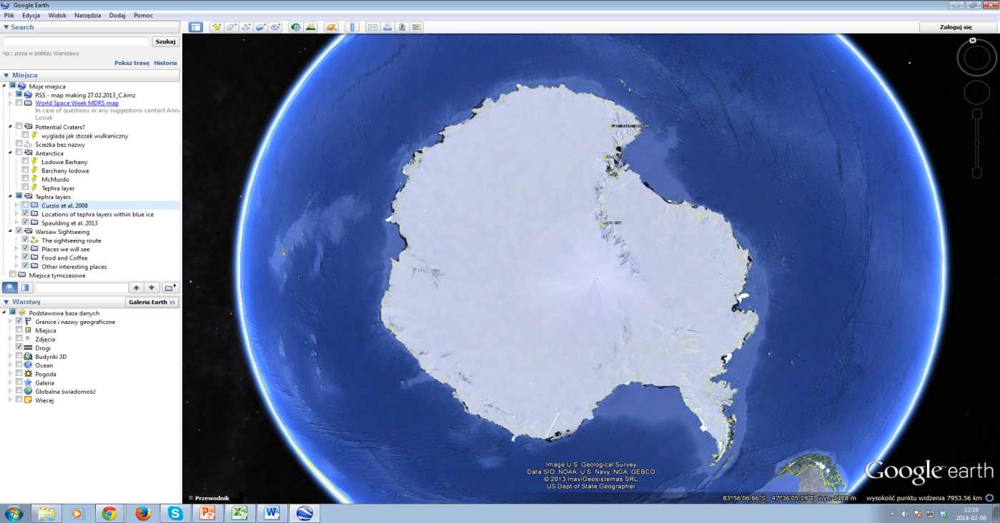 Google Earth
Plik Edycja Widok Narzędzia Dodaj Pomoc
Search
Szukaj
np.: pizza w pobliżu Warszawy
Pokaż trasę Historia
Miejsca
Moje miejsca
RSS - map making 27.02.2013_C.kmz
World Space Week MDRS map
In case of questions or any suggestions contact Anna
Losiak
Pottential Craters?
wyglada jak stozek wulkaniczny
Ścieżka bez nazwy
Antarctica
Lodowe Barhany
Barchany lodowe
McMurdo
Tephra layer
Tephra layers
Curzio et al. 2008
Locations of tephra layers within blue ice
Spaulding et al. 2013
Warsaw Sightseeing
The sightseeing route
Places we will see
Food and Coffee
Other interesting places
Miejsca tymczasowe
Warstwy
Galeria Earth >>
Podstawowa baza danych
Granice i nazwy geograficzne
Miejsca
Zdjęcia
Drogi
Budynki 3D
Ocean
Pogoda
Galeria
Globalna świadomość
Więcej
Zaloguj się
N
Image U.S. Geological Survey
Data SIO, NOAA, U.S. Navy, NGA, GEBCO
© 2013 Inav/Geosistemas SRL
US Dept of State Geographer
Google earth
Przewodnik
83°56'06.86"S 47°36'05.29"E wys. -1128 m wysokość punktu widzenia 7953.56 km
12:19
2014-02-06